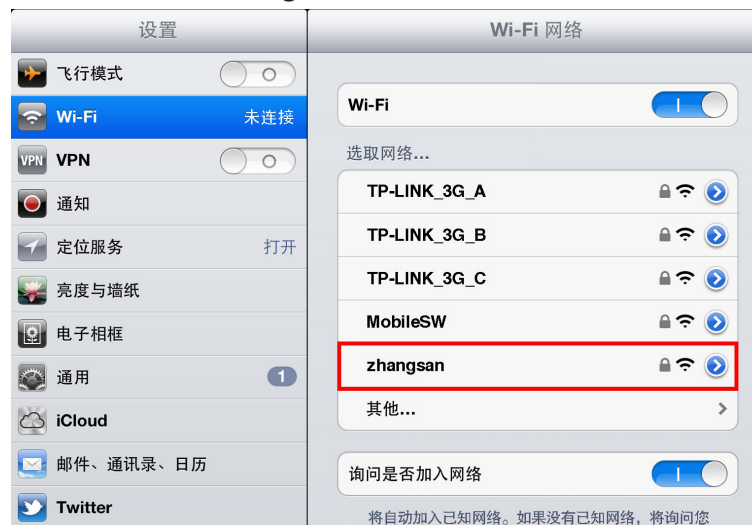 设置
Wi-Fi 网络
飞行模式
Wi-Fi 未连接
VPN VPN
通知
定位服务 打开
亮度与墙纸
电子相框
通用 1
iCloud
邮件、通讯录、日历
Twitter
Wi-Fi
选取网络...
TP-LINK_3G_A
TP-LINK_3G_B
TP-LINK_3G_C
MobileSW
zhangsan
其他...
询问是否加入网络
将自动加入已知网络。如果没有已知网络，将询问您